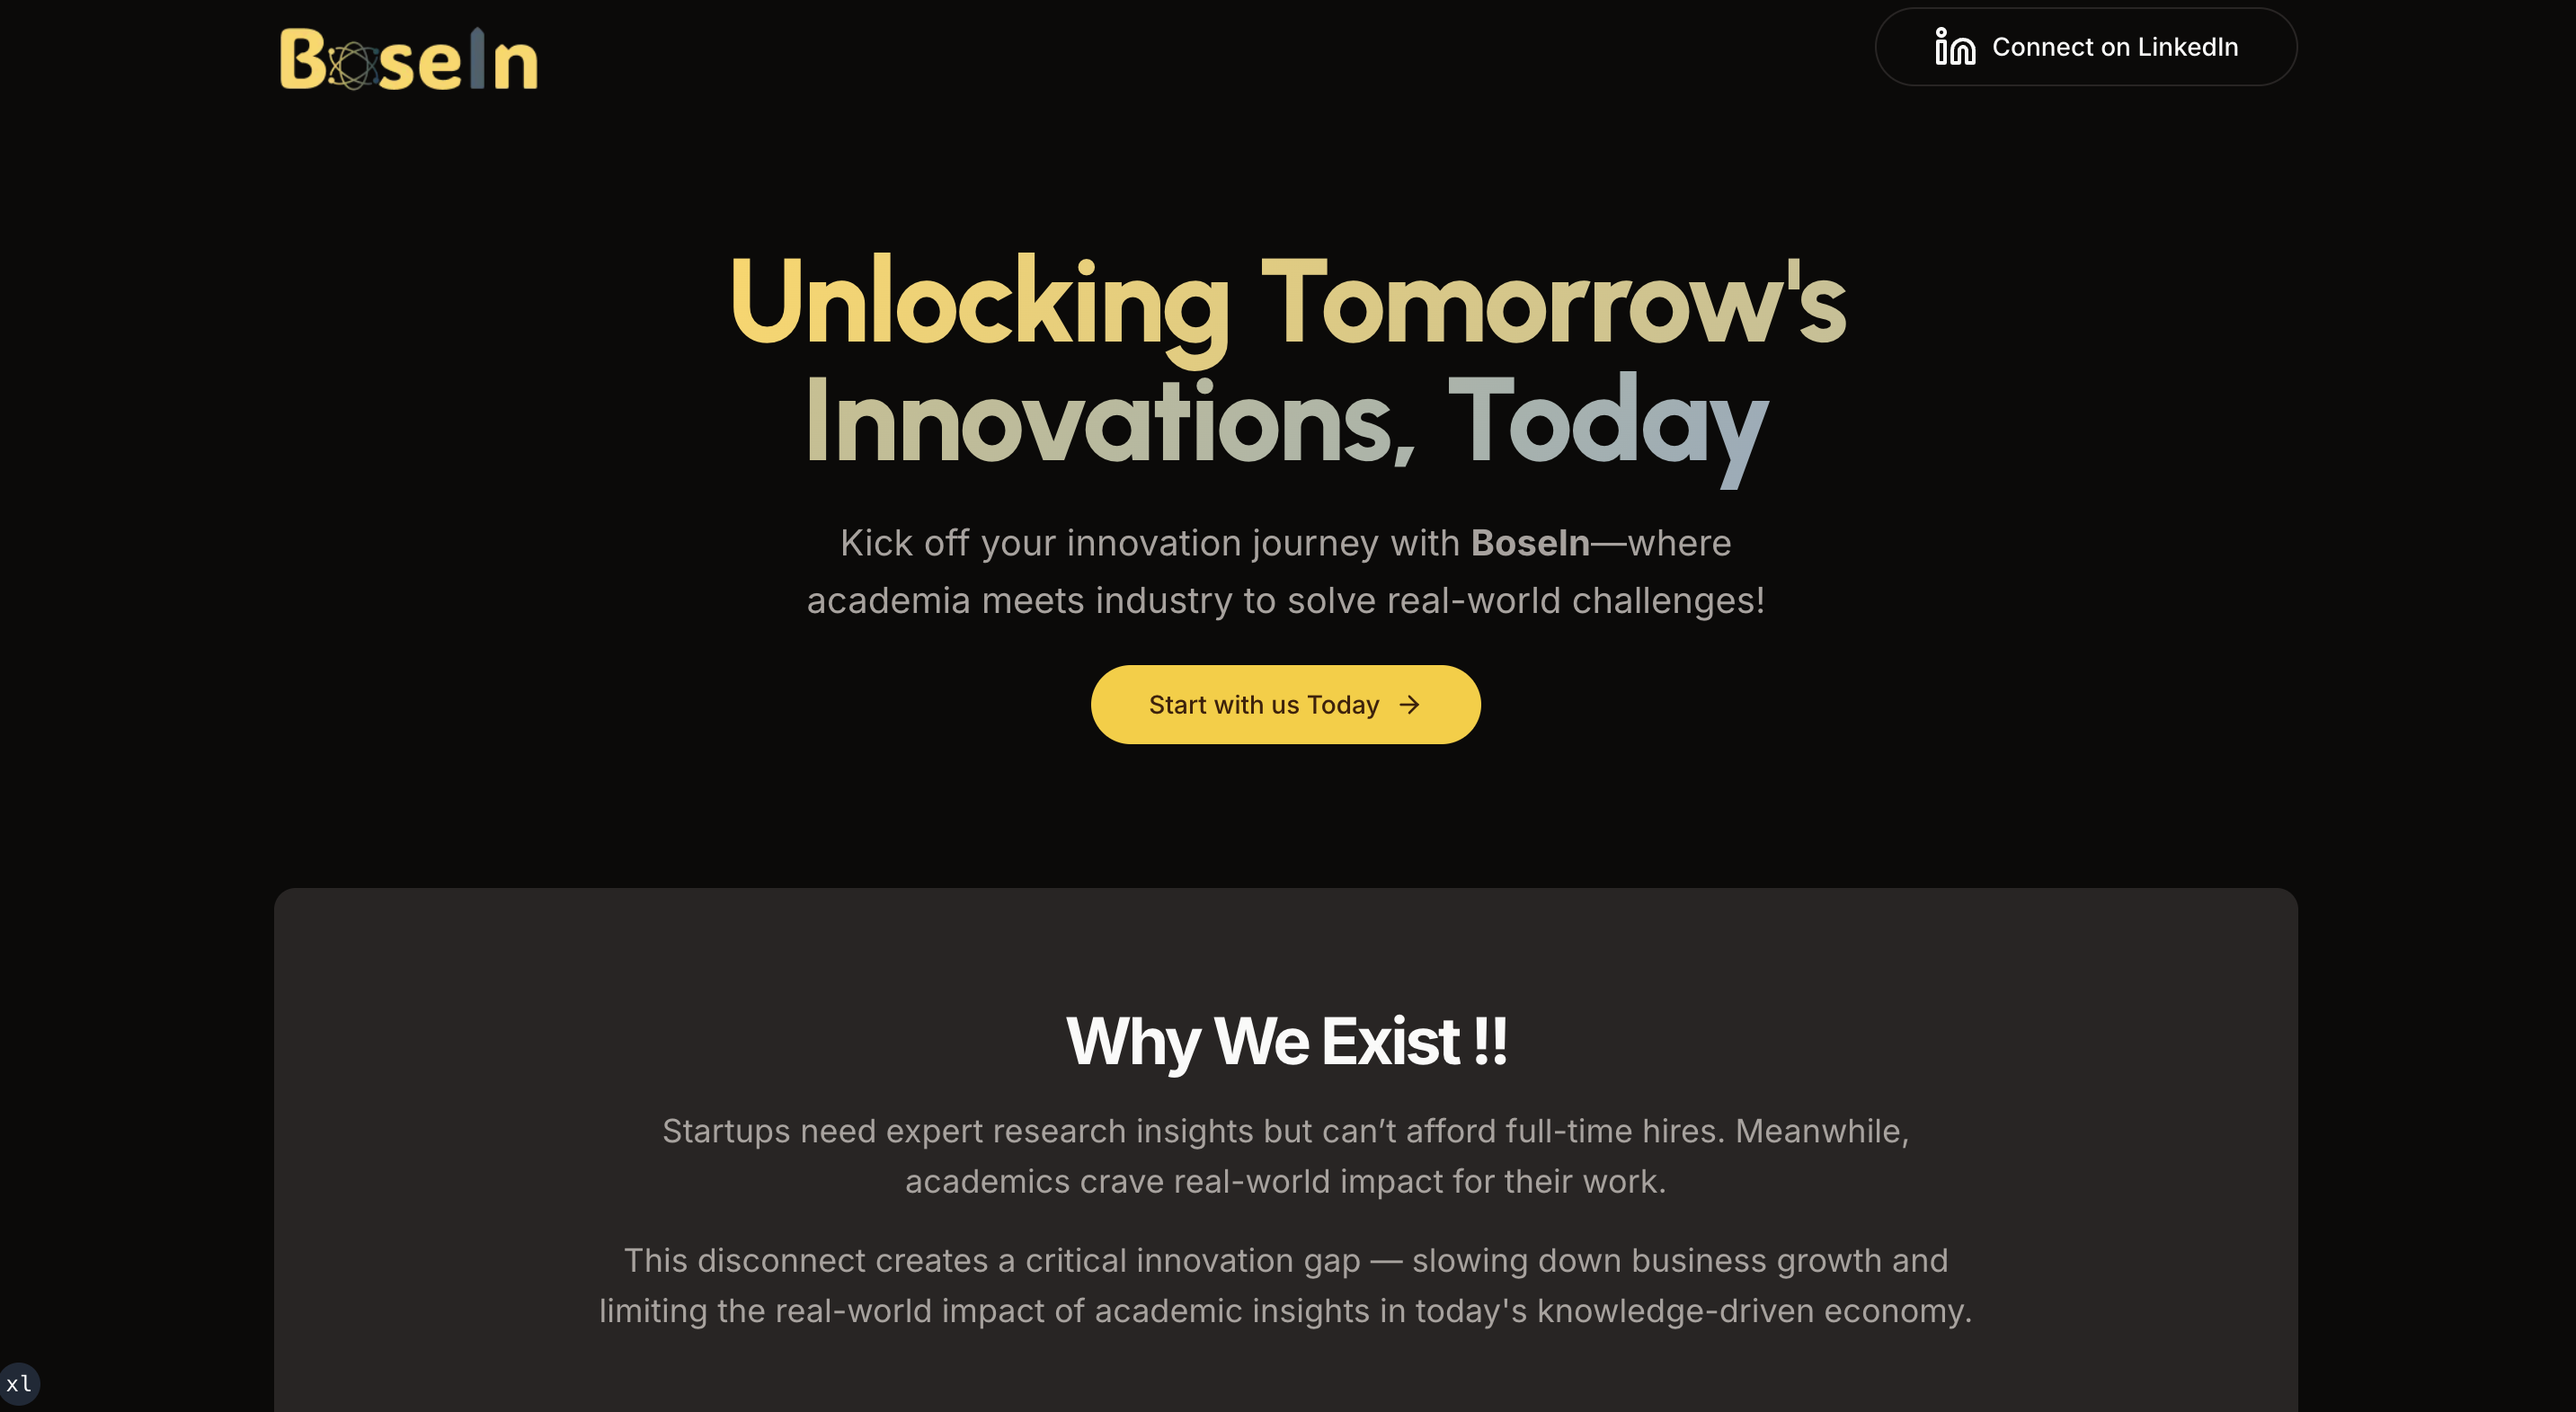 BoseIn
Connect on LinkedIn
Unlocking Tomorrow's
Innovations, Today
Kick off your innovation journey with BoseIn—where
academia meets industry to solve real-world challenges!
Start with us Today
Why We Exist !!
Startups need expert research insights but can’t afford full-time hires. Meanwhile,
academics crave real-world impact for their work.
This disconnect creates a critical innovation gap — slowing down business growth and
limiting the real-world impact of academic insights in today's knowledge-driven economy.
xl